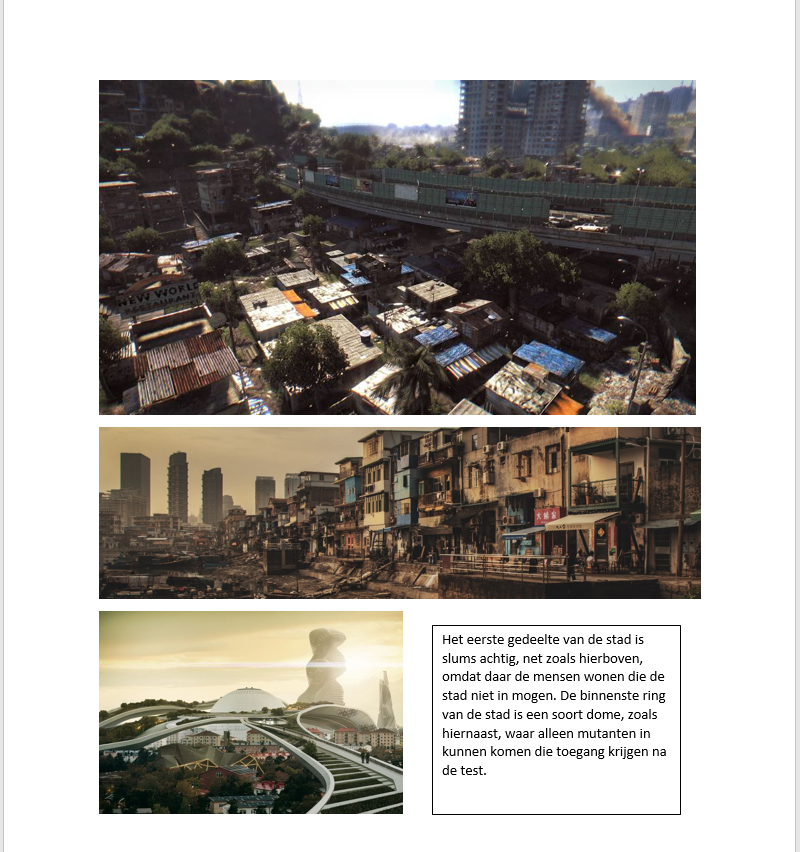 NEW WORLD
RESTAURANT
Het eerste gedeelte van de stad is
slums achtig, net zoals hierboven,
omdat daar de mensen wonen die de
stad niet in mogen. De binnenste ring
van de stad is een soort dome, zoals
hiernaast, waar alleen mutanten in
kunnen komen die toegang krijgen na
de test.